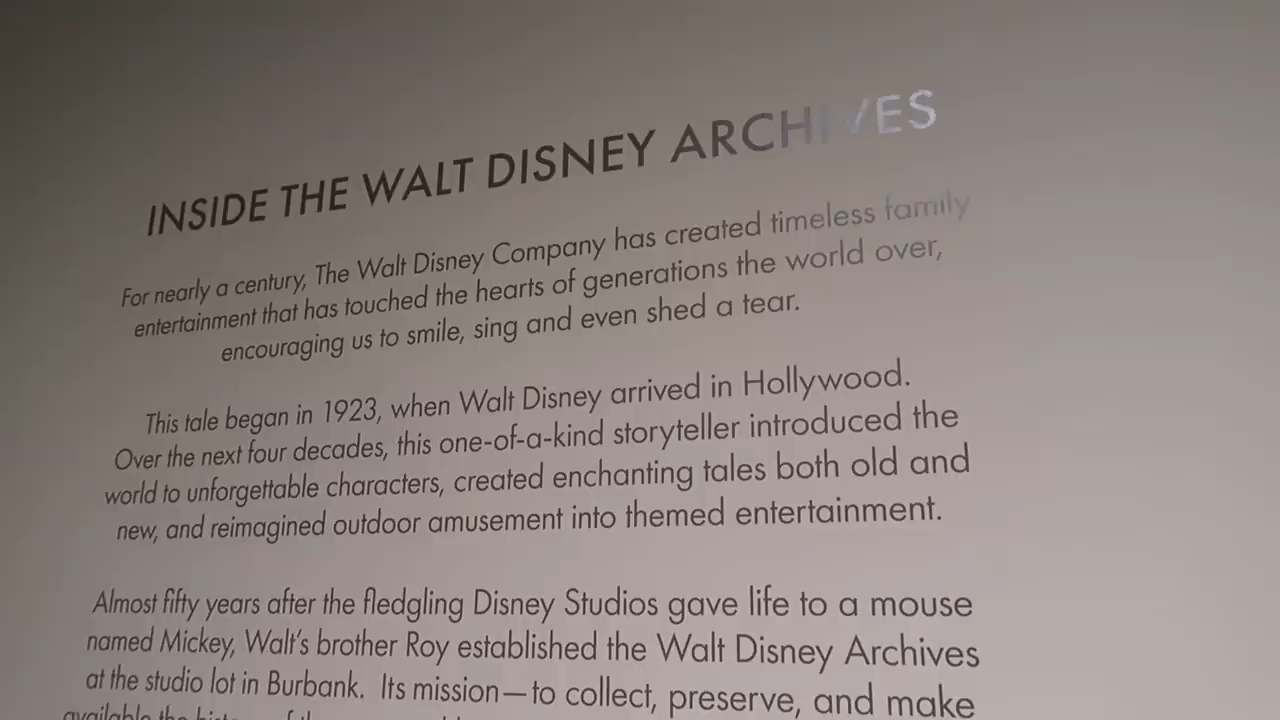 INSIDE THE WALT DISNEY ARCHIVES
For nearly a century, The Walt Disney Company has created timeless family
entertainment that has touched the hearts of generations the world over,
encouraging us to smile, sing and even shed a tear.
This tale began in 1923, when Walt Disney arrived in Hollywood.
Over the next four decades, this one-of-a-kind storyteller introduced the
world to unforgettable characters, created enchanting tales both old and
new, and reimagined outdoor amusement into themed entertainment.
Almost fifty years after the fledgling Disney Studios gave life to a mouse
named Mickey, Walt's brother Roy established the Walt Disney Archives
at the studio lot in Burbank. Its mission—to collect, preserve, and make
available the